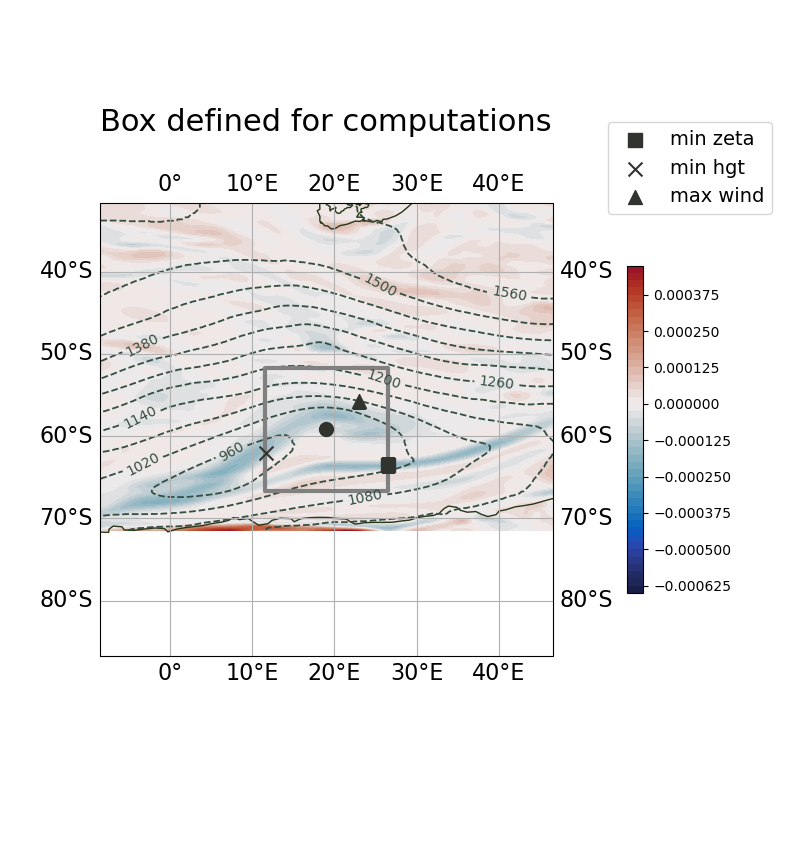 Box defined for computations
min zeta
min hgt
max wind
0° 10°E 20°E 30°E 40°E
40°S 40°S
50°S 50°S
60°S 60°S
70°S 70°S
80°S 80°S
0° 10°E 20°E 30°E 40°E
1500
1560
1380
1200
1260
1140
960
1020
1080
0.000375
0.000250
0.000125
0.000000
−0.000125
−0.000250
−0.000375
−0.000500
−0.000625